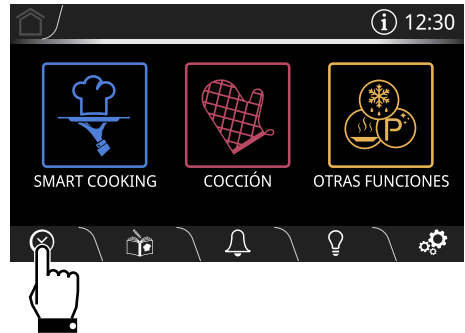 i 12:30
SMART COOKING
COCCIÓN
OTRAS FUNCIONES
P